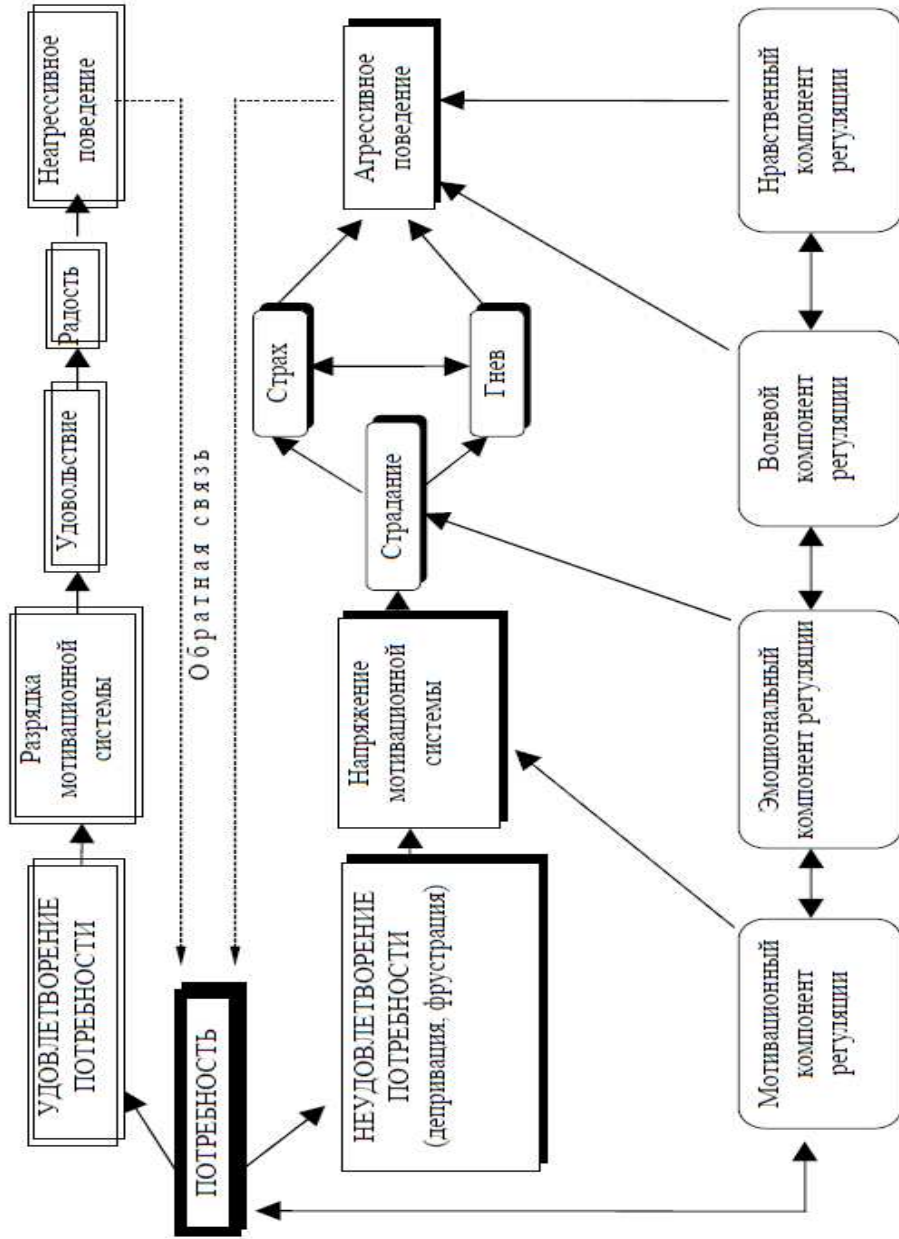 УДОВЛЕТВОРЕНИЕ
ПОТРЕБНОСТИ
Разрядка
мотивационной
системы
Удовольствие
Радость
Неагрессивное
поведение
ПОТРЕБНОСТЬ
Обратная связь
НЕУДОВЛЕТВОРЕНИЕ
ПОТРЕБНОСТИ
(депривация, фрустрация)
Напряжение
мотивационной
системы
Страдание
Страх
Гнев
Агрессивное
поведение
Мотивационный
компонент
регуляции
Эмоциональный
компонент регуляции
Волевой
компонент
регуляции
Нравственный
компонент
регуляции